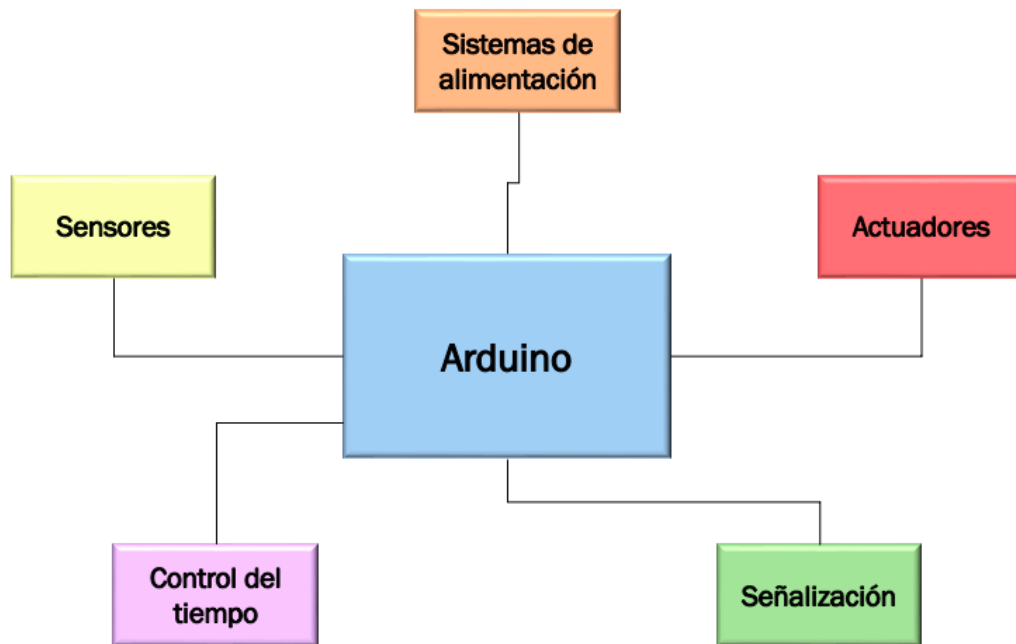 Sistemas de
alimentación
Sensores
Actuadores
Arduino
Control del
tiempo
Señalización